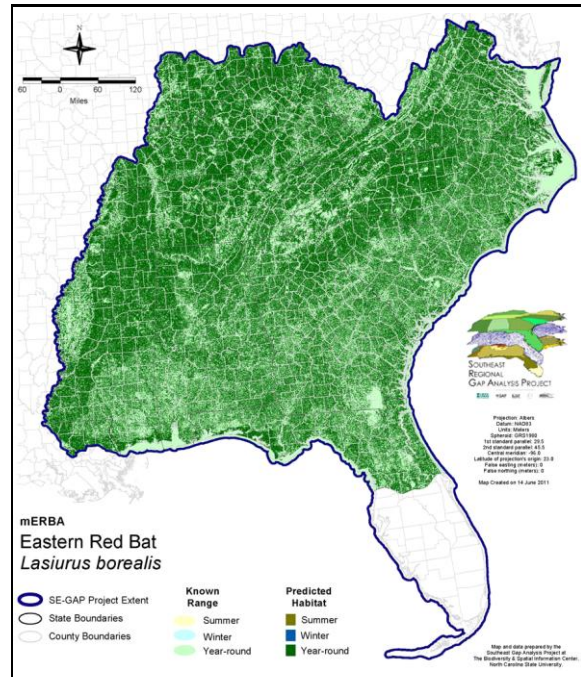 N
60 0 60 120
Miles
SOUTHEAST
REGIONAL
GAP ANALYSIS PROJECT
Projection: Albers
Datum: NAD83
Units: Meters
Spheroid: GRS1980
1st standard parallel: 29.5
2nd standard parallel: 45.5
Central meridian: -96.0
Latitude of projection's origin: 23.0
False easting (meters): 0
False northing (meters): 0
Map Created on 14 June 2011
mERBA
Eastern Red Bat
Lasiurus borealis
SE-GAP Project Extent
State Boundaries
County Boundaries
Known
Range
Summer
Winter
Year-round
Predicted
Habitat
Summer
Winter
Year-round
Map and data prepared by the
Southeast Gap Analysis Project at
The Biodiversity & Spatial Information Center,
North Carolina State University.